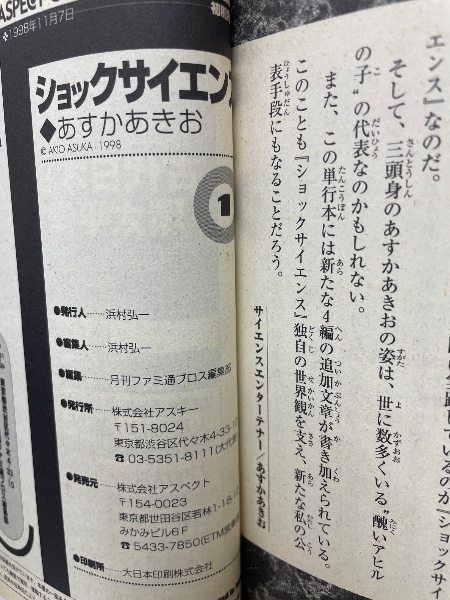 ASPECT
❖1998年11月7日
ショックサイエンス
◆あすかあきお
© AKIO ASUKA 1998
1
●発行人── 浜村弘一
●編集人── 浜村弘一
●編集── 月刊ファミ通ブロス編集部
●発行所── 株式会社アスキー
〒151-8024
東京都渋谷区代々木4-33-10
☎03-5351-8111(大代表)
●発売元── 株式会社アスペクト
〒154-0023
東京都世田谷区若林1-18-
みかみビル6F
☎ 5433-7850(ETM営業
●印刷所── 大日本印刷株式会社
エンス』なのだ。
そして、三頭身のあすかあきおの姿は、世に数多くいる〝醜いアヒル
の子〟の代表なのかもしれない。
また、この単行本には新たな4編の追加文章が書き加えられている。
このことも『ショックサイエンス』独自の世界観を支え、新たな私の公
表手段にもなることだろう。
サイエンスエンターテナー/あすかあきお